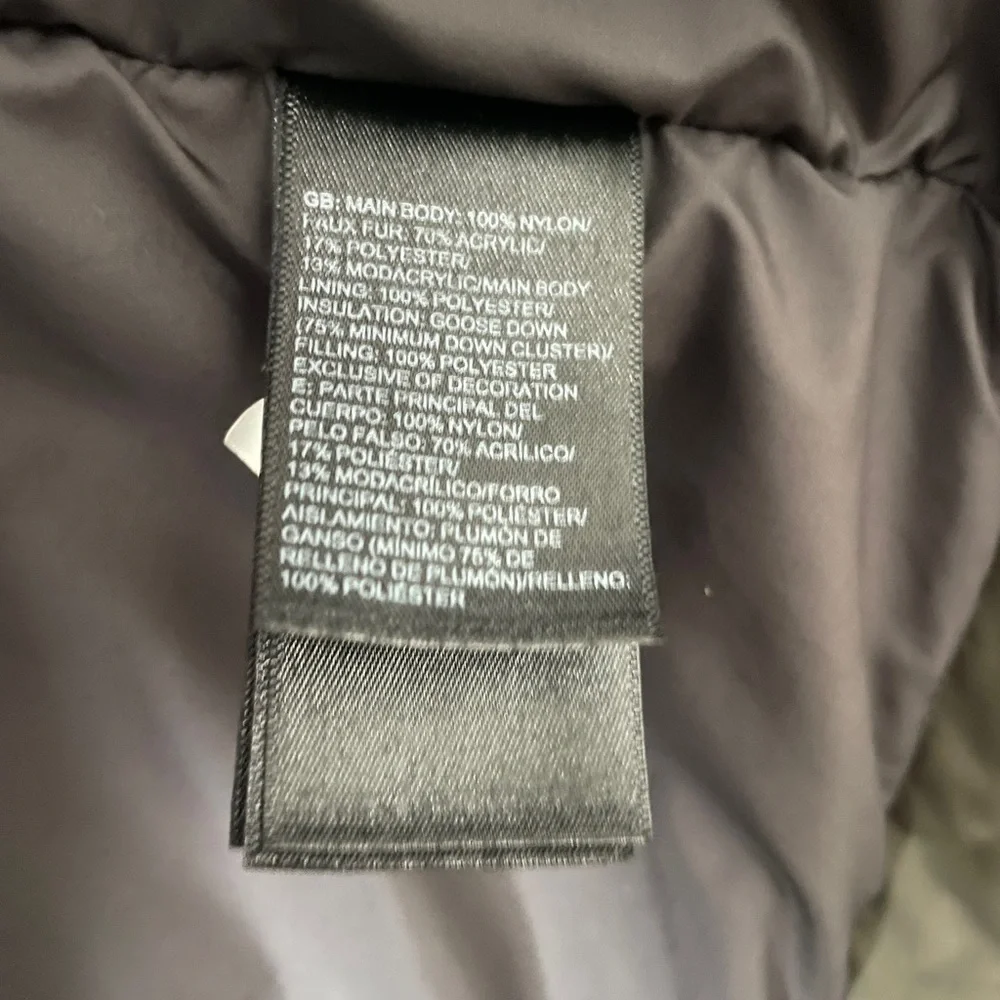 GB: MAIN BODY: 100% NYLON/
FAUX FUR: 70% ACRYLIC/
17% POLYESTER/
13% MODACRYLIC/MAIN BODY
LINING: 100% POLYESTER/
INSULATION: GOOSE DOWN
(75% MINIMUM DOWN CLUSTER)/
FILLING: 100% POLYESTER
EXCLUSIVE OF DECORATION
E: PARTE PRINCIPAL DEL
CUERPO: 100% NYLON/
PELO FALSO: 70% ACRÍLICO/
17% POLIÉSTER/
13% MODACRÍLICO/FORRO
PRINCIPAL: 100% POLIÉSTER/
AISLAMIENTO: PLUMÓN DE
GANSO (MÍNIMO 75% DE
RELLENO DE PLUMÓN)/RELLENO:
100% POLIÉSTER